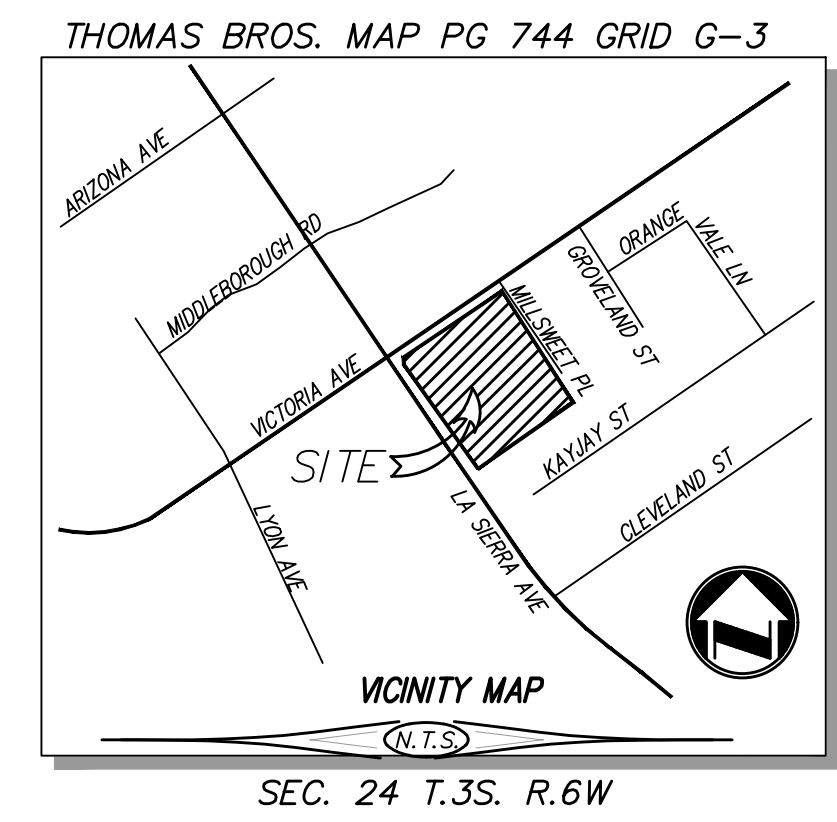 THOMAS BROS. MAP PG 744 GRID G-3
ARIZONA AVE
MIDDLEBOROUGH RD
ORANGE
VALE LN
GROVELAND ST
MILLSWEET PL
VICTORIA AVE
SITE
KAYJAY ST
CLEVELAND ST
LYON AVE
LA SIERRA AVE
N
VICINITY MAP
N.T.S.
SEC. 24 T.3S. R.6W